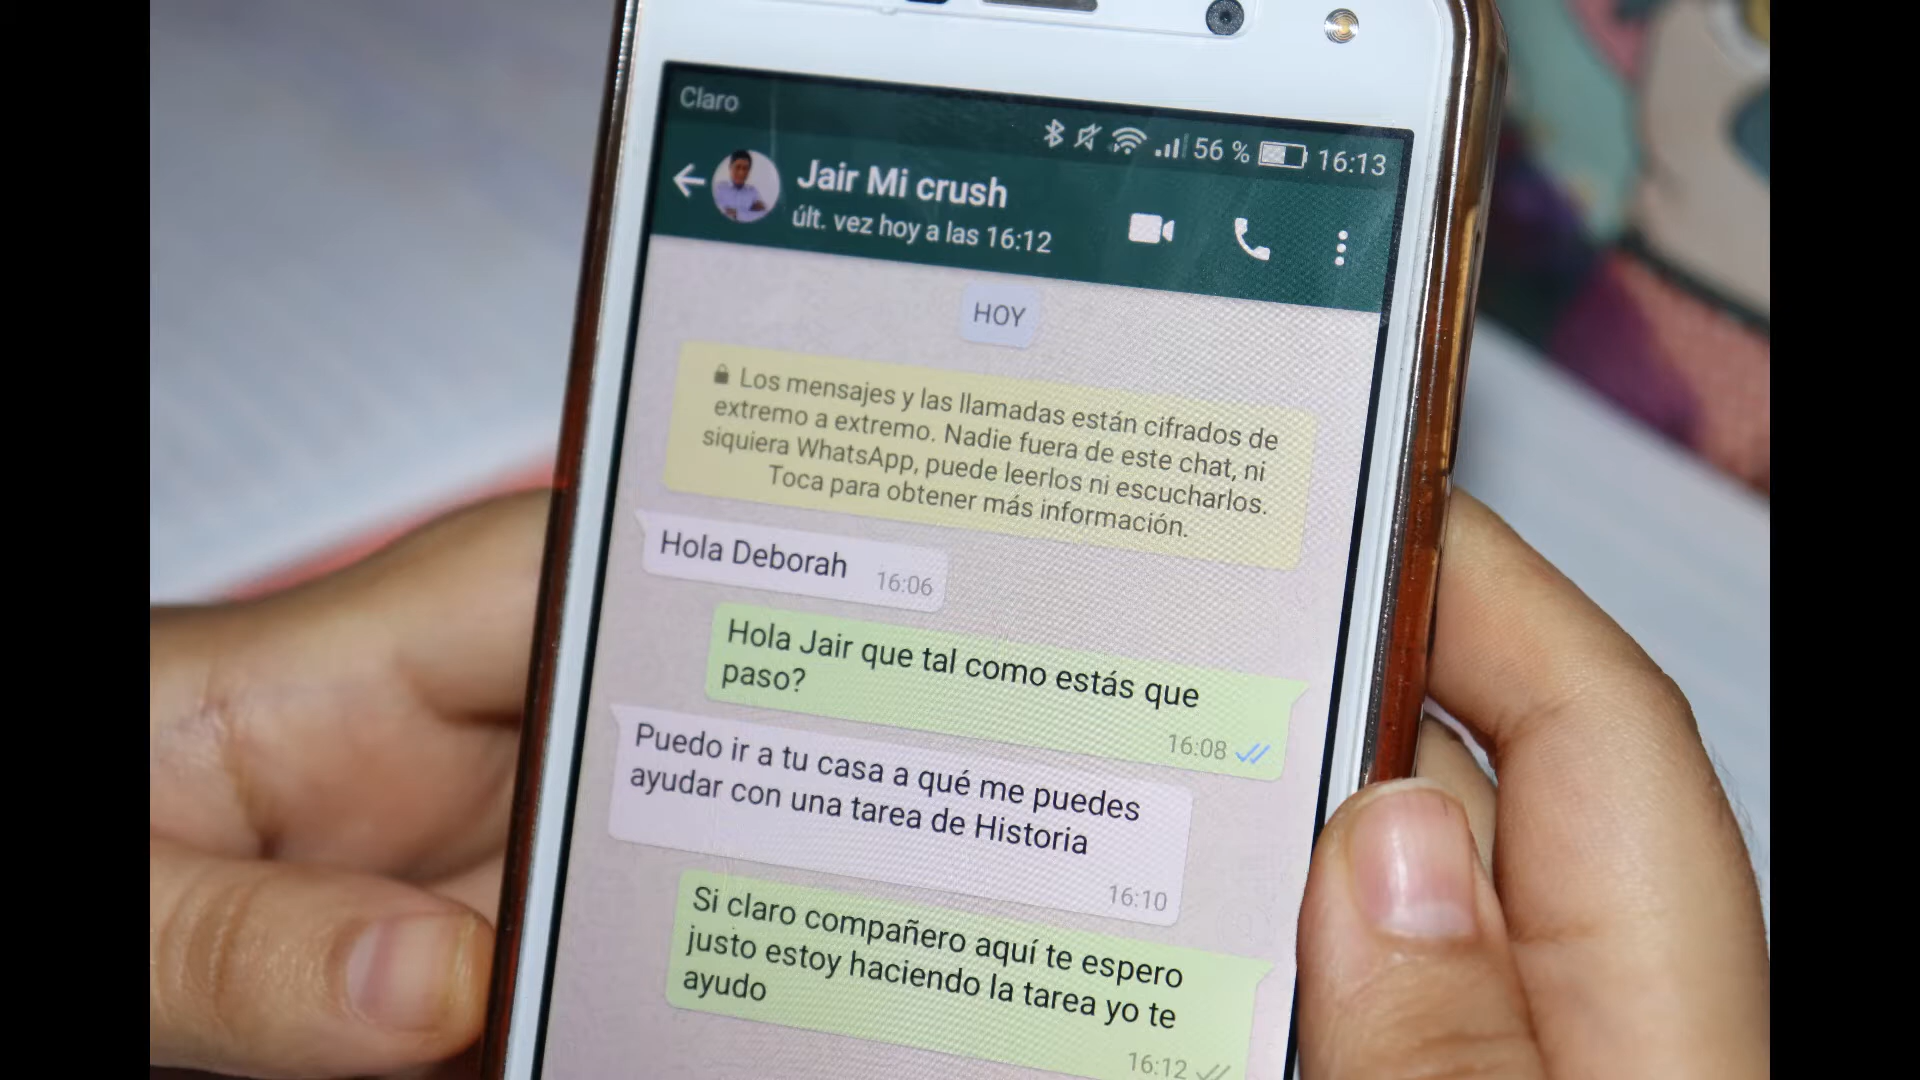 Claro
56 %
16:13
Jair Mi crush
últ. vez hoy a las 16:12
HOY
Los mensajes y las llamadas están cifrados de
extremo a extremo. Nadie fuera de este chat, ni
siquiera WhatsApp, puede leerlos ni escucharlos.
Toca para obtener más información.
Hola Deborah
16:06
Hola Jair que tal como estás que
paso?
16:08
Puedo ir a tu casa a qué me puedes
ayudar con una tarea de Historia
16:10
Si claro compañero aquí te espero
justo estoy haciendo la tarea yo te
ayudo
16:12